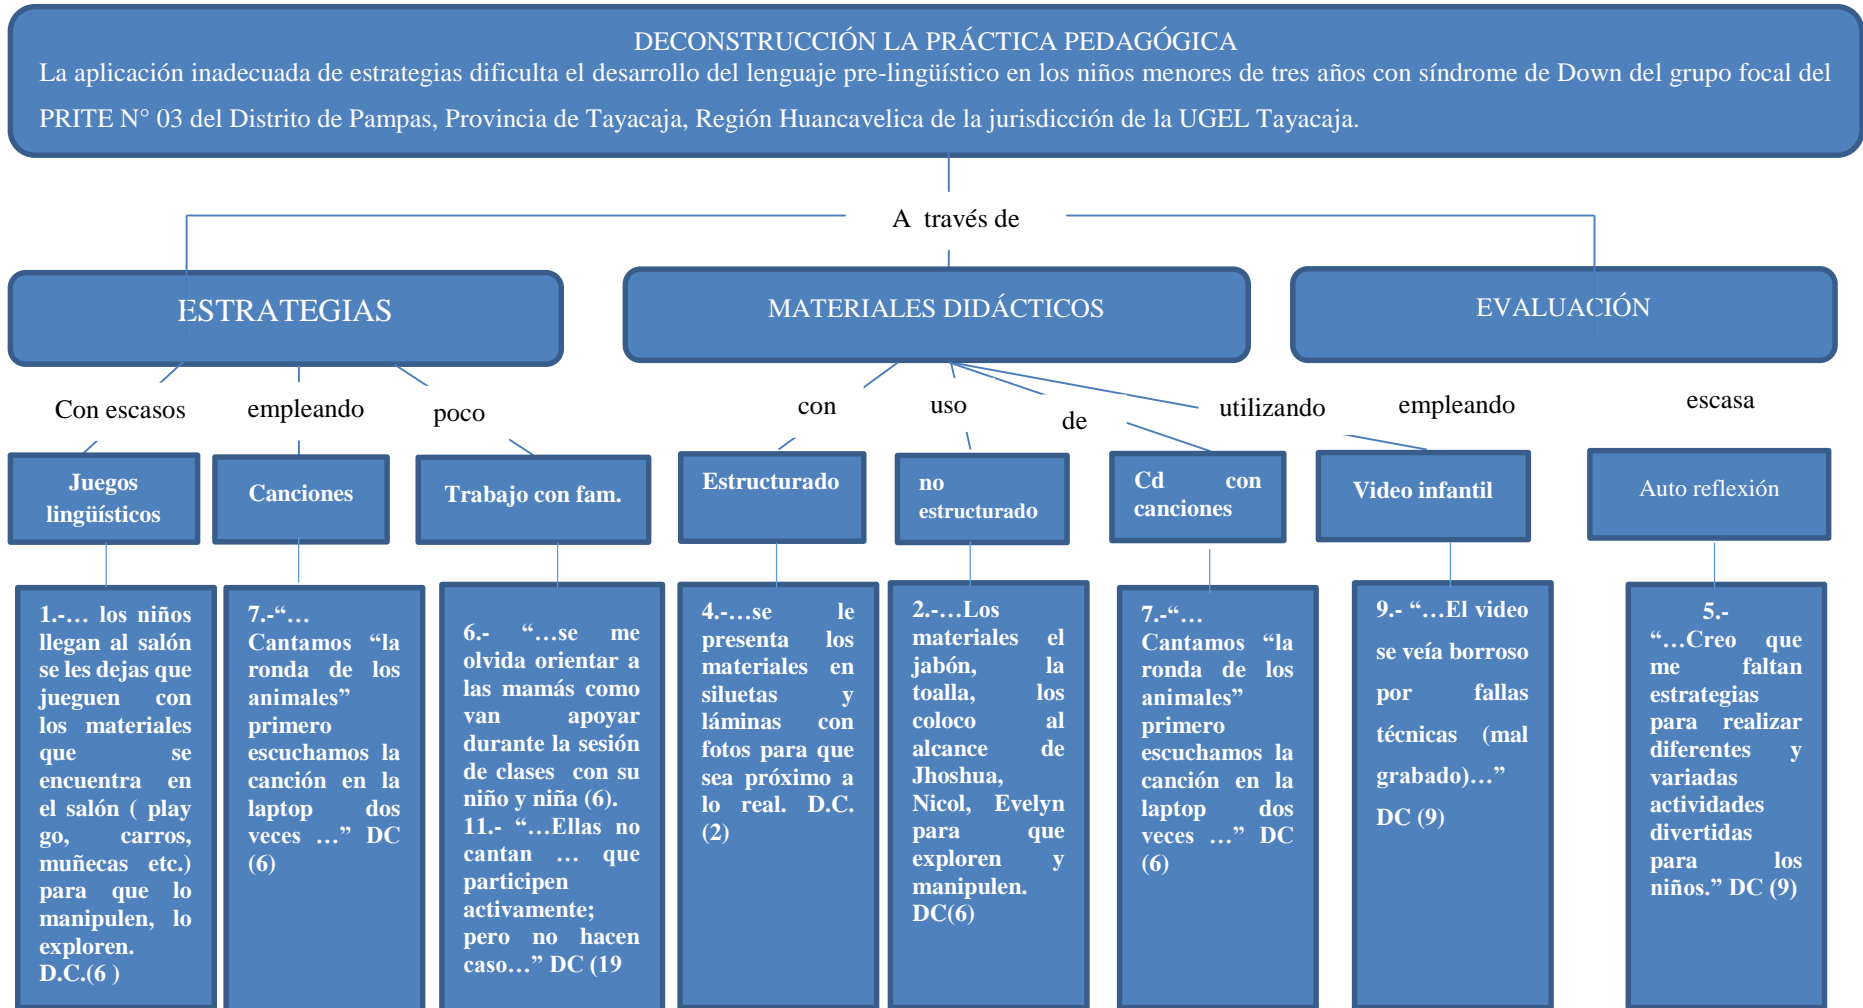 DECONSTRUCCIÓN LA PRÁCTICA PEDAGÓGICA
La aplicación inadecuada de estrategias dificulta el desarrollo del lenguaje pre-lingüístico en los niños menores de tres años con síndrome de Down del grupo focal del
PRITE N° 03 del Distrito de Pampas, Provincia de Tayacaja, Región Huancavelica de la jurisdicción de la UGEL Tayacaja.
A través de
ESTRATEGIAS
MATERIALES DIDÁCTICOS
EVALUACIÓN
Con escasos
empleando
poco
con
uso
de
utilizando
empleando
escasa
Juegos
lingüísticos
Canciones
Trabajo con fam.
Estructurado
no
estructurado
Cd con
canciones
Video infantil
Auto reflexión
1.-… los niños
llegan al salón
se les dejas que
jueguen con
los materiales
que se
encuentra en
el salón ( play
go, carros,
muñecas etc.)
para que lo
manipulen, lo
exploren.
D.C.(6 )
7.-“…
Cantamos “la
ronda de los
animales”
primero
escuchamos la
canción en la
laptop dos
veces …” DC
(6)
6.- “…se me
olvida orientar a
las mamás como
van apoyar
durante la sesión
de clases con su
niño y niña (6).
11.- “…Ellas no
cantan … que
participen
activamente;
pero no hacen
caso…” DC (19
4.-…se le
presenta los
materiales en
siluetas y
láminas con
fotos para que
sea próximo a
lo real. D.C.
(2)
2.-…Los
materiales el
jabón, la
toalla, los
coloco al
alcance de
Jhoshua,
Nicol, Evelyn
para que
exploren y
manipulen.
DC(6)
7.-“…
Cantamos “la
ronda de los
animales”
primero
escuchamos la
canción en la
laptop dos
veces …” DC
(6)
9.- “…El video
se veía borroso
por fallas
técnicas (mal
grabado)…”
DC (9)
5.-
“…Creo que
me faltan
estrategias
para realizar
diferentes y
variadas
actividades
divertidas
para los
niños.” DC (9)